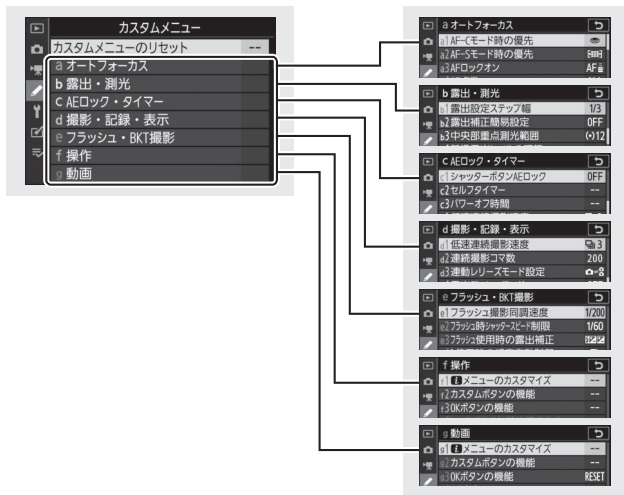 カスタムメニュー
カスタムメニューのリセット --
a オートフォーカス
b 露出・測光
c AEロック・タイマー
d 撮影・記録・表示
e フラッシュ・BKT撮影
f 操作
g 動画
a オートフォーカス
a1 AF-Cモード時の優先
a2 AF-Sモード時の優先
a3 AFロックオン AF
b 露出・測光
b1 露出設定ステップ幅 1/3
b2 露出補正簡易設定 OFF
b3 中央部重点測光範囲 (•)12
c AEロック・タイマー
c1 シャッターボタンAEロック OFF
c2 セルフタイマー --
c3 パワーオフ時間 --
d 撮影・記録・表示
d1 低速連続撮影速度 3
d2 連続撮影コマ数 200
d3 連動レリーズモード設定
e フラッシュ・BKT撮影
e1 フラッシュ撮影同調速度 1/200
e2 フラッシュ時シャッタースピード制限 1/60
e3 フラッシュ使用時の露出補正
f 操作
f1 iメニューのカスタマイズ --
f2 カスタムボタンの機能 --
f3 OKボタンの機能 --
g 動画
g1 iメニューのカスタマイズ --
g2 カスタムボタンの機能 --
g3 OKボタンの機能 RESET